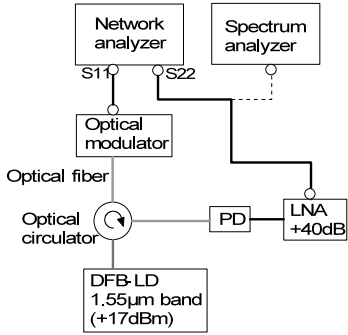 Network
analyzer
Spectrum
analyzer
S11
S22
Optical
modulator
Optical fiber
Optical
circulator
PD
LNA
+40dB
DFB-LD
1.55μm band
(+17dBm)